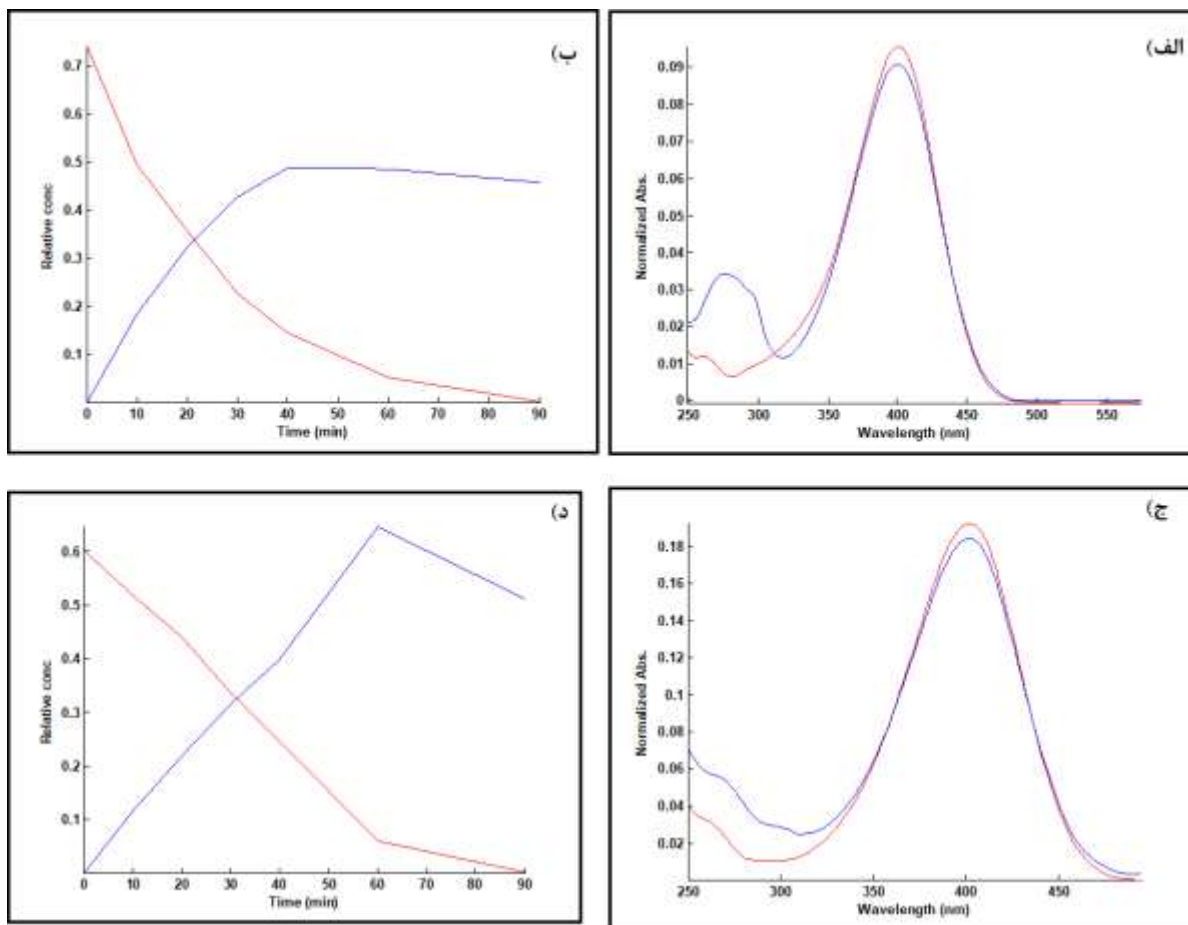 ب)
0.7
0.6
0.5
0.4
0.3
0.2
0.1
Relative conc
0 10 20 30 40 50 60 70 80 90
Time (min)
الف)
0.09
0.08
0.07
0.06
0.05
0.04
0.03
0.02
0.01
0
Normalized Abs.
250 300 350 400 450 500 550
Wavelength (nm)
د)
0.6
0.5
0.4
0.3
0.2
0.1
Relative conc
0 10 20 30 40 50 60 70 80 90
Time (min)
ج)
0.18
0.16
0.14
0.12
0.1
0.08
0.06
0.04
0.02
Normalized Abs.
250 300 350 400 450
Wavelength (nm)